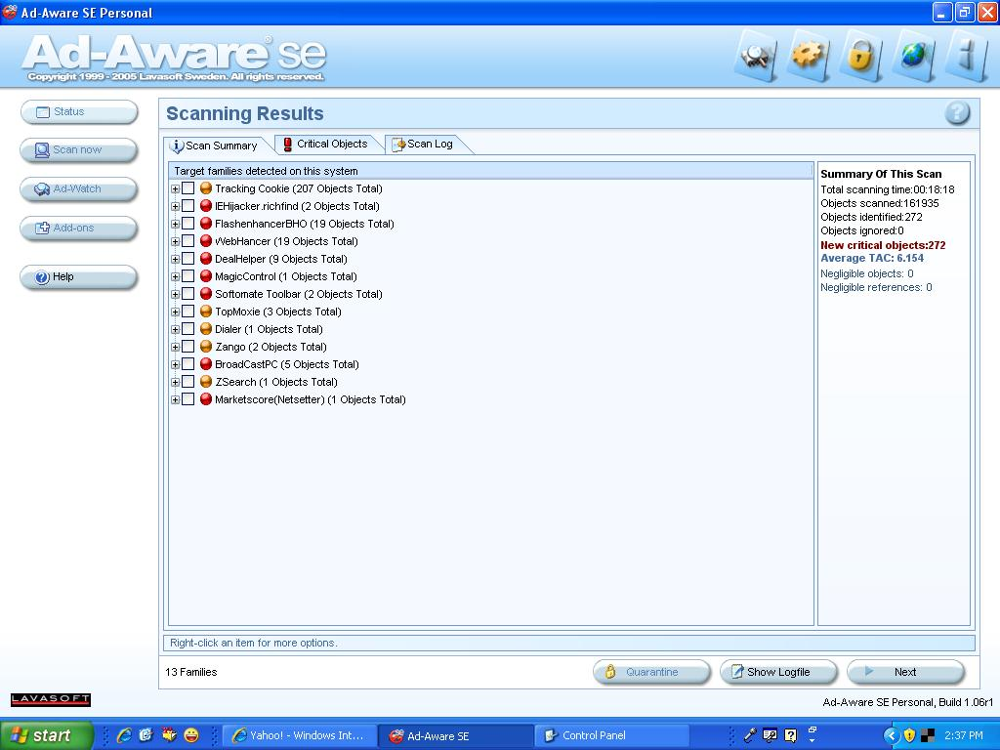 Ad-Aware SE Personal
Ad-Aware® SE
Copyright 1999 - 2005 Lavasoft Sweden. All rights reserved.
Status
Scan now
Ad-Watch
Add-ons
Help
Scanning Results
?
Scan Summary
Critical Objects
Scan Log
Target families detected on this system
Tracking Cookie (207 Objects Total)
IEHijacker.richfind (2 Objects Total)
FlashenhancerBHO (19 Objects Total)
WebHancer (19 Objects Total)
DealHelper (9 Objects Total)
MagicControl (1 Objects Total)
Softomate Toolbar (2 Objects Total)
TopMoxie (3 Objects Total)
Dialer (1 Objects Total)
Zango (2 Objects Total)
BroadCastPC (5 Objects Total)
ZSearch (1 Objects Total)
Marketscore(Netsetter) (1 Objects Total)
Summary Of This Scan
Total scanning time:00:18:18
Objects scanned:161935
Objects identified:272
Objects ignored:0
New critical objects:272
Average TAC: 6.154
Negligible objects: 0
Negligible references: 0
Right-click an item for more options.
13 Families
Quarantine
Show Logfile
Next
LAVASOFT
Ad-Aware SE Personal, Build 1.06r1
start
Yahoo! - Windows Int...
Ad-Aware SE
Control Panel
2:37 PM